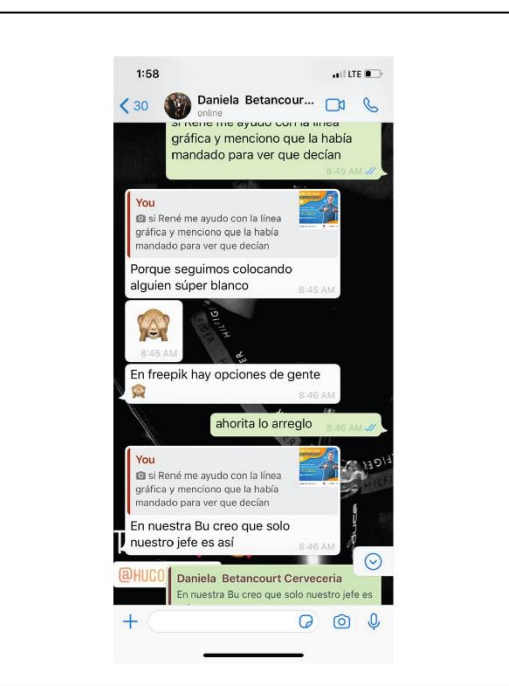 1:58
LTE
30
Daniela Betancour...
online
si René me ayudo con la línea
gráfica y menciono que la había
mandado para ver que decían
8:45 AM
You
si René me ayudo con la línea
gráfica y menciono que la había
mandado para ver que decían
Porque seguimos colocando
alguien súper blanco
8:45 AM
8:45 AM
En freepik hay opciones de gente
8:46 AM
ahorita lo arreglo
8:46 AM
You
si René me ayudo con la línea
gráfica y menciono que la había
mandado para ver que decían
En nuestra Bu creo que solo
nuestro jefe es así
8:46 AM
@HUGO
Daniela Betancourt Cerveceria
En nuestra Bu creo que solo nuestro jefe es